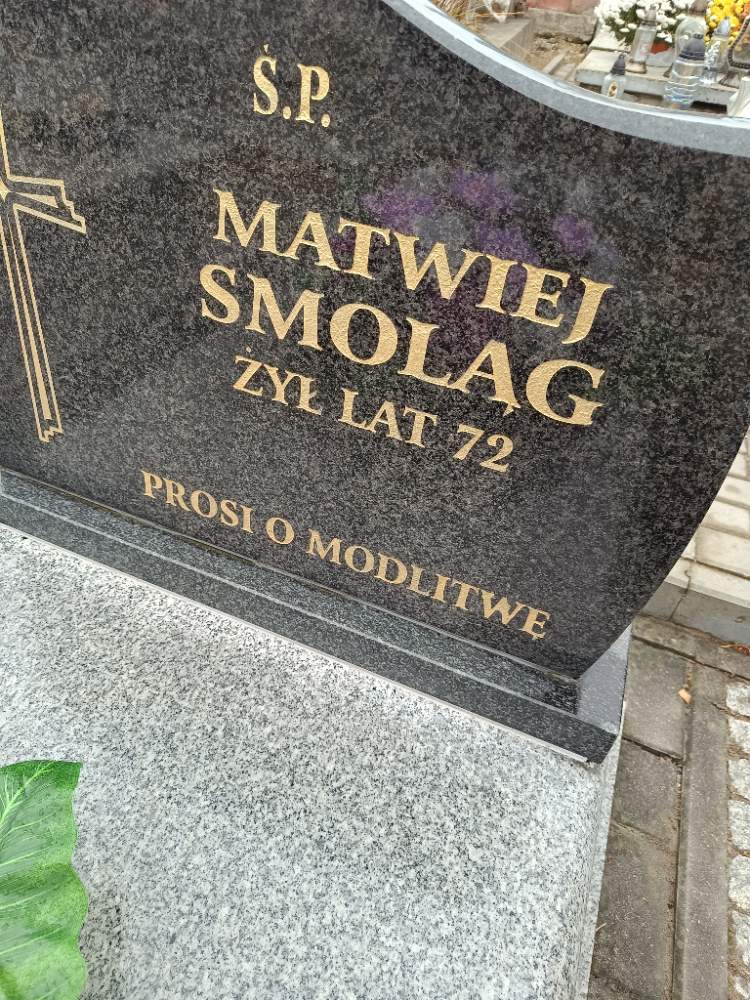 Ś.P.
MATWIEJ
SMOLĄG
ŻYŁ LAT 72
PROSI O MODLITWĘ